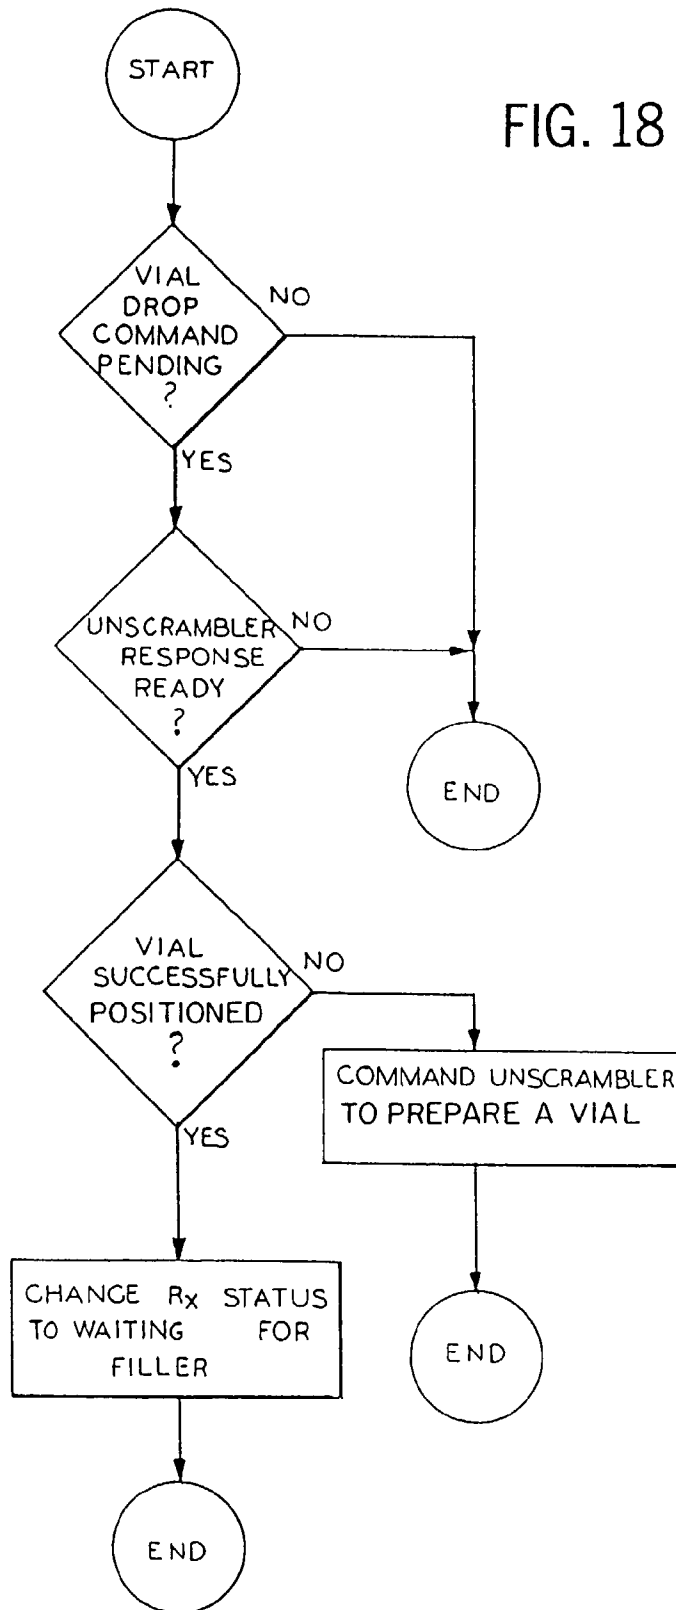 START
FIG. 18
VIAL
DROP
COMMAND
PENDING
?
NO
YES
UNSCRAMBLER
RESPONSE
READY
?
NO
YES
END
VIAL
SUCCESSFULLY
POSITIONED
?
NO
YES
COMMAND UNSCRAMBLER
TO PREPARE A VIAL
CHANGE Rx STATUS
TO WAITING FOR
FILLER
END
END